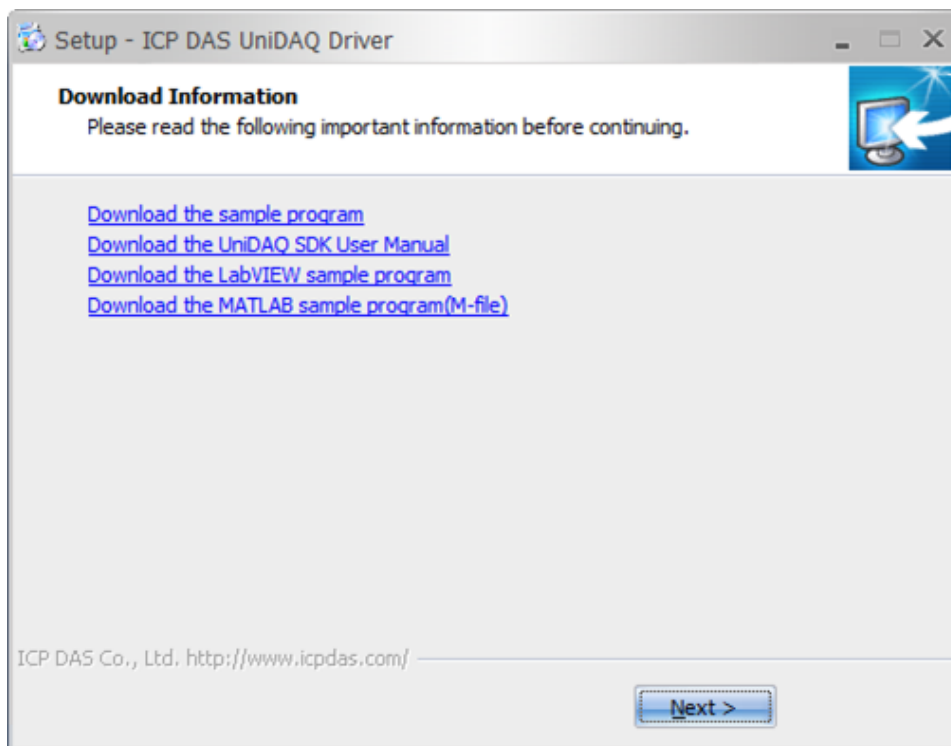 Setup - ICP DAS UniDAQ Driver
Download Information
Please read the following important information before continuing.
Download the sample program
Download the UniDAQ SDK User Manual
Download the LabVIEW sample program
Download the MATLAB sample program(M-file)
ICP DAS Co., Ltd. http://www.icpdas.com/
Next >